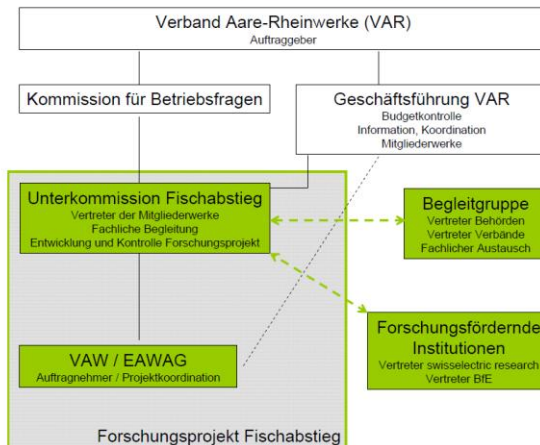 Verband Aare-Rheinwerke (VAR)
Auftraggeber
Kommission für Betriebsfragen
Geschäftsführung VAR
Budgetkontrolle
Information, Koordination
Mitgliederwerke
Unterkommission Fischabstieg
Vertreter der Mitgliederwerke
Fachliche Begleitung
Entwicklung und Kontrolle Forschungsprojekt
Begleitgruppe
Vertreter Behörden
Vertreter Verbände
Fachlicher Austausch
Forschungsfördernde
Institutionen
Vertreter swisselectric research
Vertreter BfE
VAW / EAWAG
Auftragnehmer / Projektkoordination
Forschungsprojekt Fischabstieg